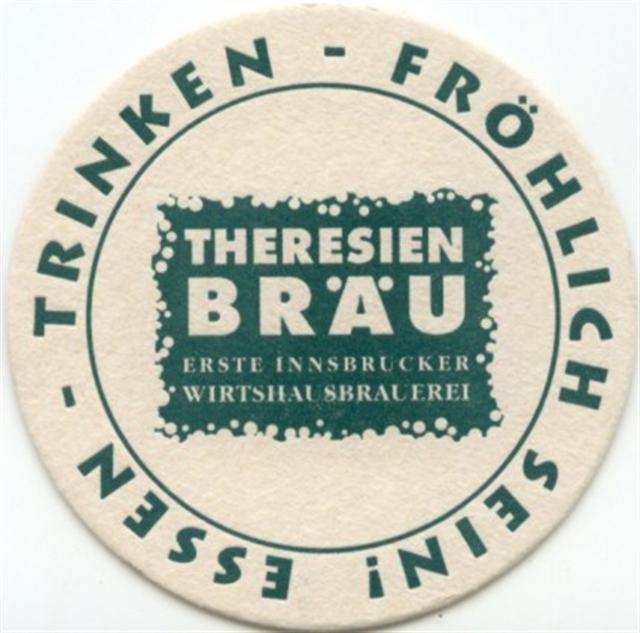 ESSEN - TRINKEN - FRÖHLICH SEIN!
THERESIEN
BRÄU
ERSTE INNSBRUCKER
WIRTSHAUSBRAUEREI